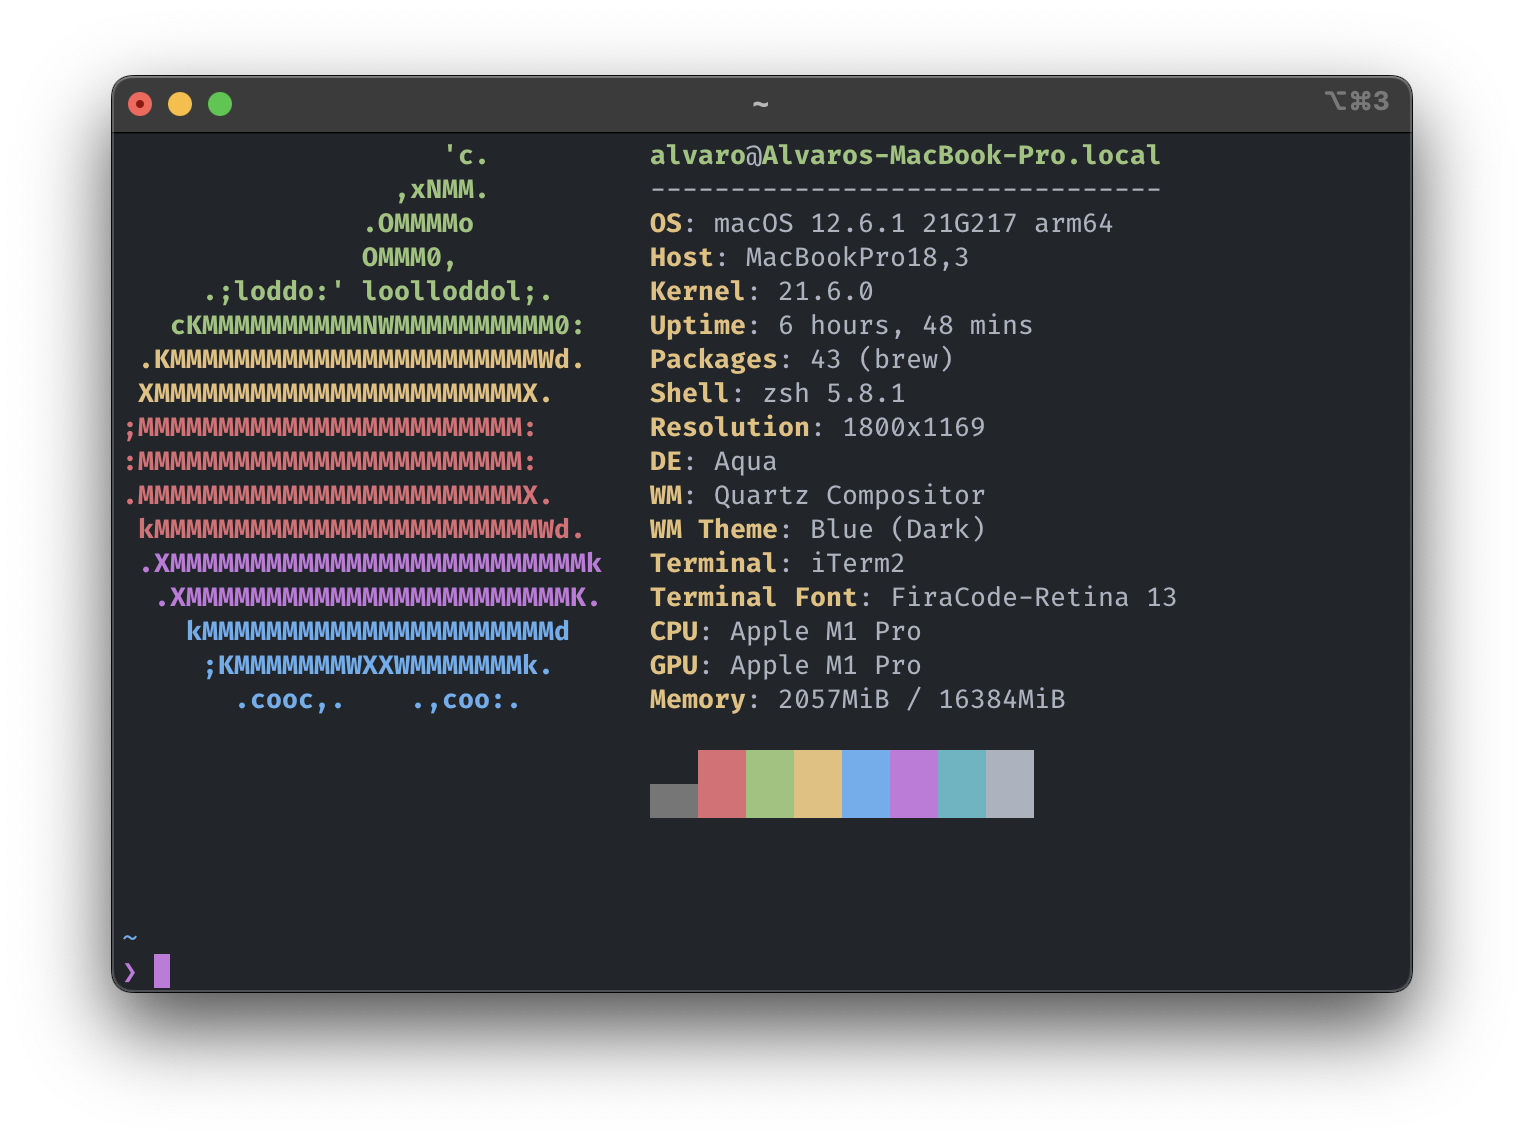 ~ ⌥⌘3
'c. alvaro@Alvaros-MacBook-Pro.local
,xNMM. --------------------------------
.OMMMMo OS: macOS 12.6.1 21G217 arm64
OMMM0, Host: MacBookPro18,3
.;loddo:' loolloddol;. Kernel: 21.6.0
cKMMMMMMMMMMNWMMMMMMMMMM0: Uptime: 6 hours, 48 mins
.KMMMMMMMMMMMMMMMMMMMMMMMWd. Packages: 43 (brew)
XMMMMMMMMMMMMMMMMMMMMMMMX. Shell: zsh 5.8.1
;MMMMMMMMMMMMMMMMMMMMMMMM: Resolution: 1800x1169
:MMMMMMMMMMMMMMMMMMMMMMMM: DE: Aqua
.MMMMMMMMMMMMMMMMMMMMMMMMX. WM: Quartz Compositor
kMMMMMMMMMMMMMMMMMMMMMMMMWd. WM Theme: Blue (Dark)
.XMMMMMMMMMMMMMMMMMMMMMMMMMMk Terminal: iTerm2
.XMMMMMMMMMMMMMMMMMMMMMMMMK. Terminal Font: FiraCode-Retina 13
kMMMMMMMMMMMMMMMMMMMMMMd CPU: Apple M1 Pro
;KMMMMMMMWXXWMMMMMMMk. GPU: Apple M1 Pro
.cooc,. .,coo:. Memory: 2057MiB / 16384MiB
~
❯